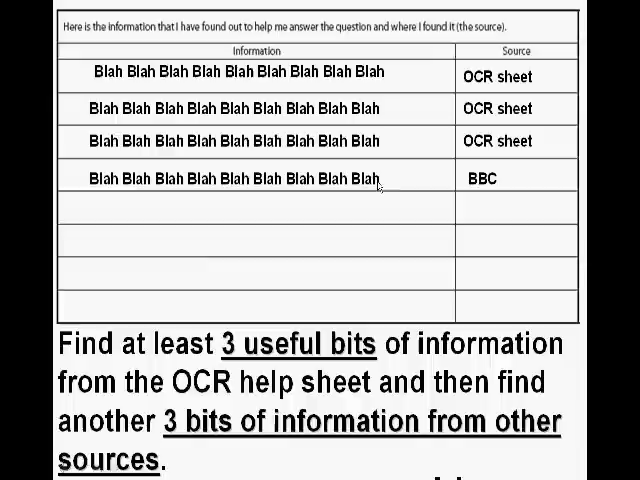 Here is the information that I have found out to help me answer the question and where I found it (the source).
Information Source
Blah Blah Blah Blah Blah Blah Blah Blah Blah OCR sheet
Blah Blah Blah Blah Blah Blah Blah Blah Blah OCR sheet
Blah Blah Blah Blah Blah Blah Blah Blah Blah OCR sheet
Blah Blah Blah Blah Blah Blah Blah Blah Blah BBC
Find at least 3 useful bits of information
from the OCR help sheet and then find
another 3 bits of information from other
sources.